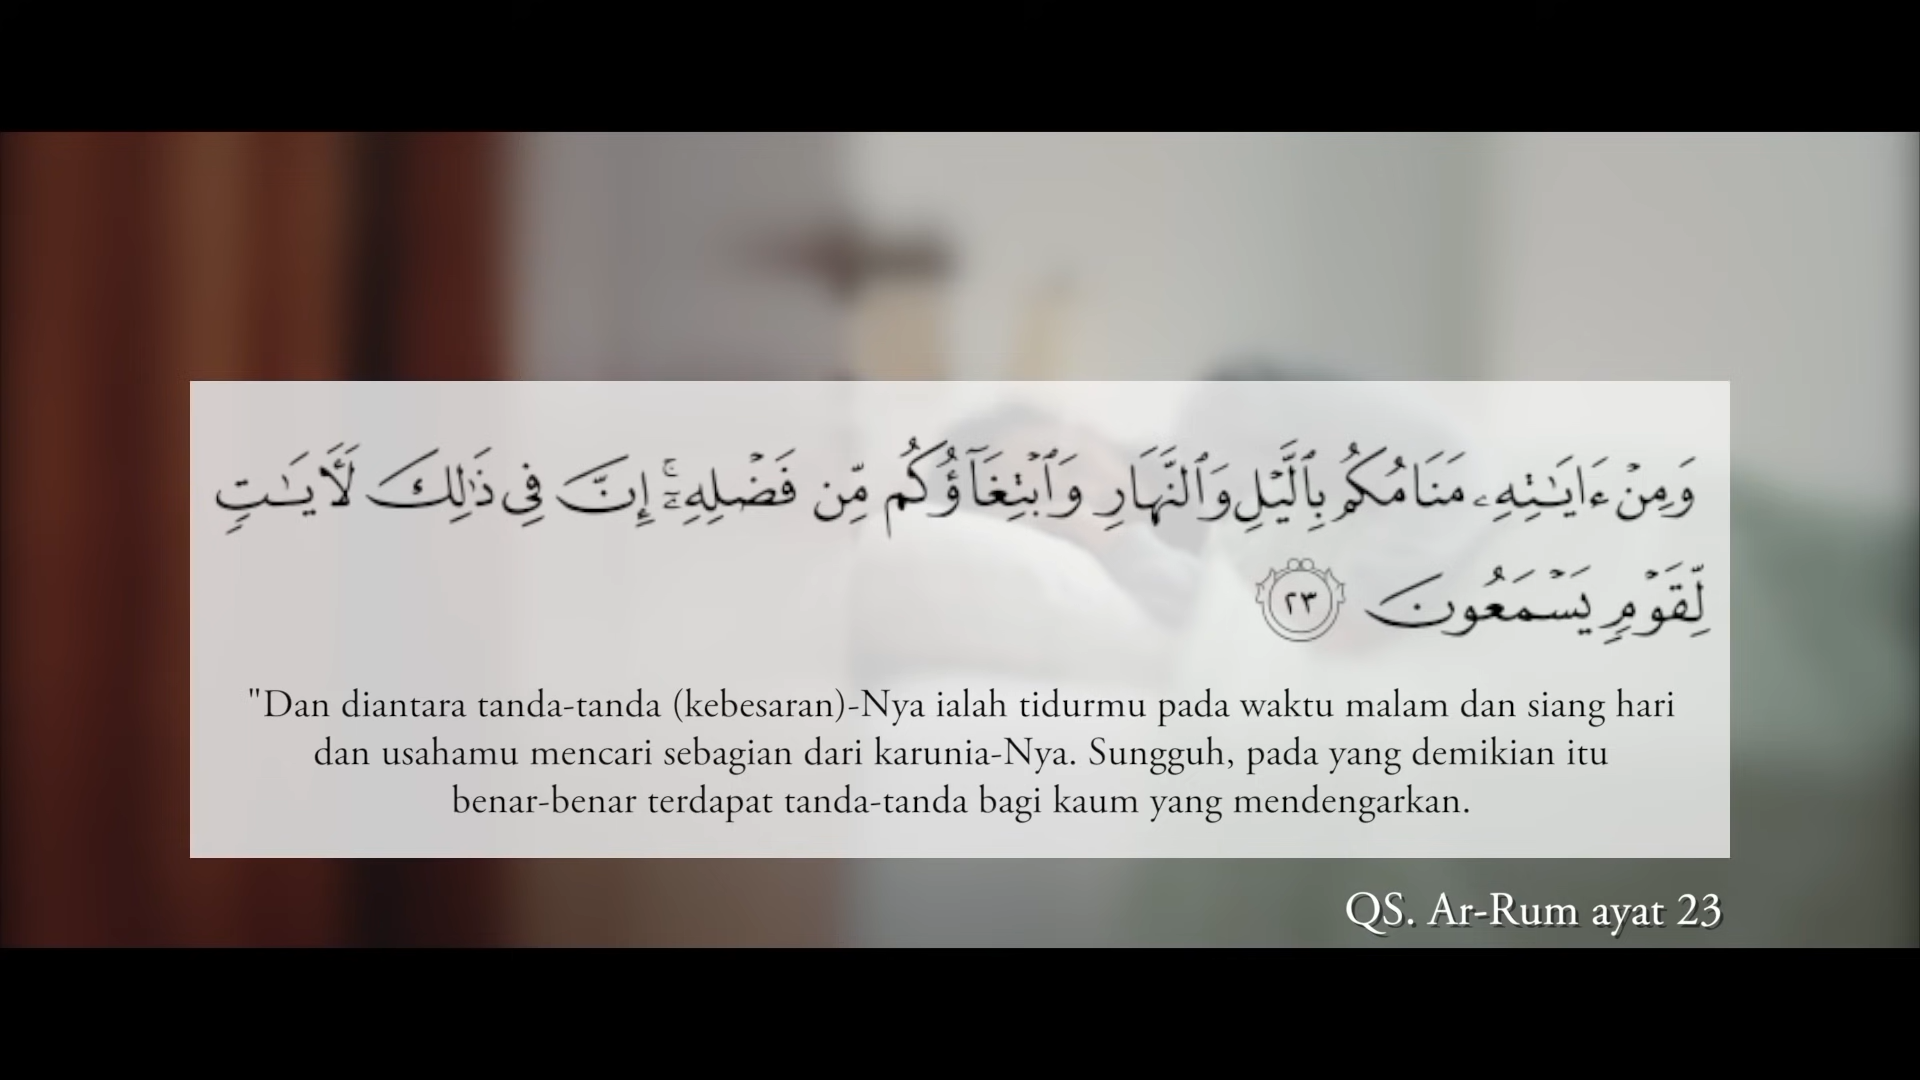 وَمِنْ ءَايَـٰتِهِۦ مَنَامُكُم بِٱلَّيْلِ وَٱلنَّهَارِ وَٱبْتِغَآؤُكُم مِّن فَضْلِهِۦٓ ۚ إِنَّ فِى ذَٰلِكَ لَـَٔايَـٰتٍ
لِّقَوْمٍ يَسْمَعُونَ ٢٣
"Dan diantara tanda-tanda (kebesaran)-Nya ialah tidurmu pada waktu malam dan siang hari
dan usahamu mencari sebagian dari karunia-Nya. Sungguh, pada yang demikian itu
benar-benar terdapat tanda-tanda bagi kaum yang mendengarkan.
QS. Ar-Rum ayat 23